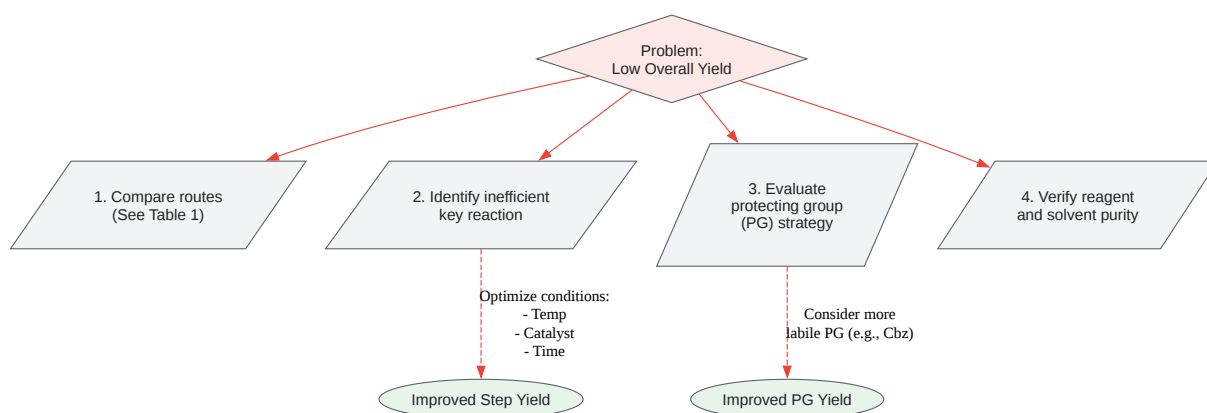 Problem:
Low Overall Yield
1. Compare routes
(See Table 1)
2. Identify inefficient
key reaction
3. Evaluate
protecting group
(PG) strategy
4. Verify reagent
and solvent purity
Optimize conditions:
- Temp
- Catalyst
- Time
Consider more
labile PG (e.g., Cbz)
Improved Step Yield
Improved PG Yield